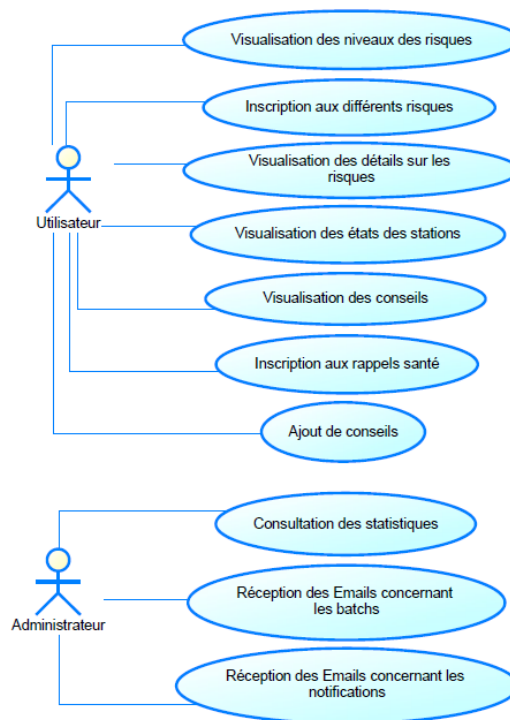 Visualisation des niveaux des risques
Inscription aux différents risques
Visualisation des détails sur les
risques
Utilisateur
Visualisation des états des stations
Visualisation des conseils
Inscription aux rappels santé
Ajout de conseils
Consultation des statistiques
Réception des Emails concernant
les batchs
Administrateur
Réception des Emails concernant les
notifications